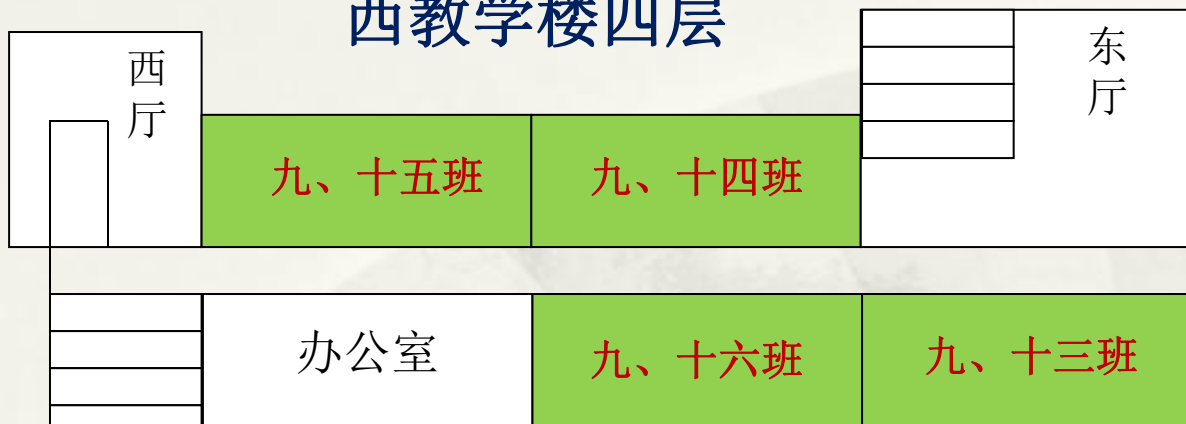 西教学楼四层
西厅
东厅
九、十五班
九、十四班
办公室
九、十六班
九、十三班